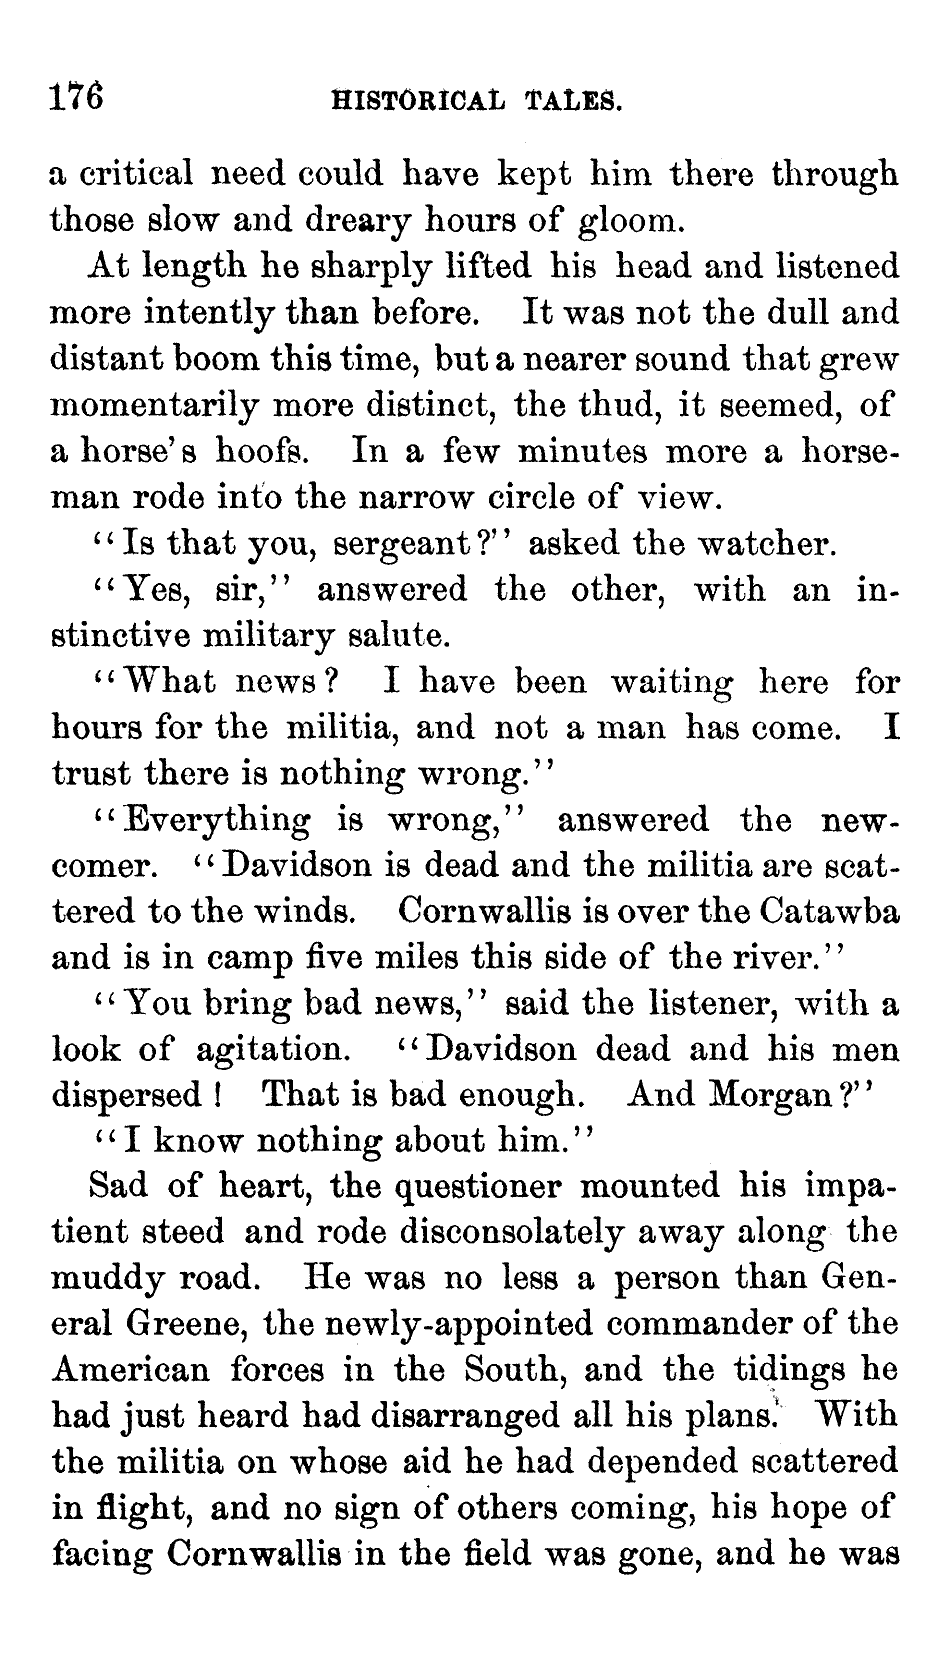 176 HISTORICAL TALES.
a critical need could have kept him there through
those slow and dreary hours of gloom.
At length he sharply lifted his head and listened
more intently than before. It was not the dull and
distant boom this time, but a nearer sound that grew
momentarily more distinct, the thud, it seemed, of
a horse's hoofs. In a few minutes more a horse-
man rode into the narrow circle of view.
"Is that you, sergeant?" asked the watcher.
"Yes, sir," answered the other, with an in-
stinctive military salute.
"What news? I have been waiting here for
hours for the militia, and not a man has come. I
trust there is nothing wrong."
"Everything is wrong," answered the new-
comer. "Davidson is dead and the militia are scat-
tered to the winds. Cornwallis is over the Catawba
and is in camp five miles this side of the river."
"You bring bad news," said the listener, with a
look of agitation. "Davidson dead and his men
dispersed! That is bad enough. And Morgan?"
"I know nothing about him."
Sad of heart, the questioner mounted his impa-
tient steed and rode disconsolately away along the
muddy road. He was no less a person than Gen-
eral Greene, the newly-appointed commander of the
American forces in the South, and the tidings he
had just heard had disarranged all his plans. With
the militia on whose aid he had depended scattered
in flight, and no sign of others coming, his hope of
facing Cornwallis in the field was gone, and he was